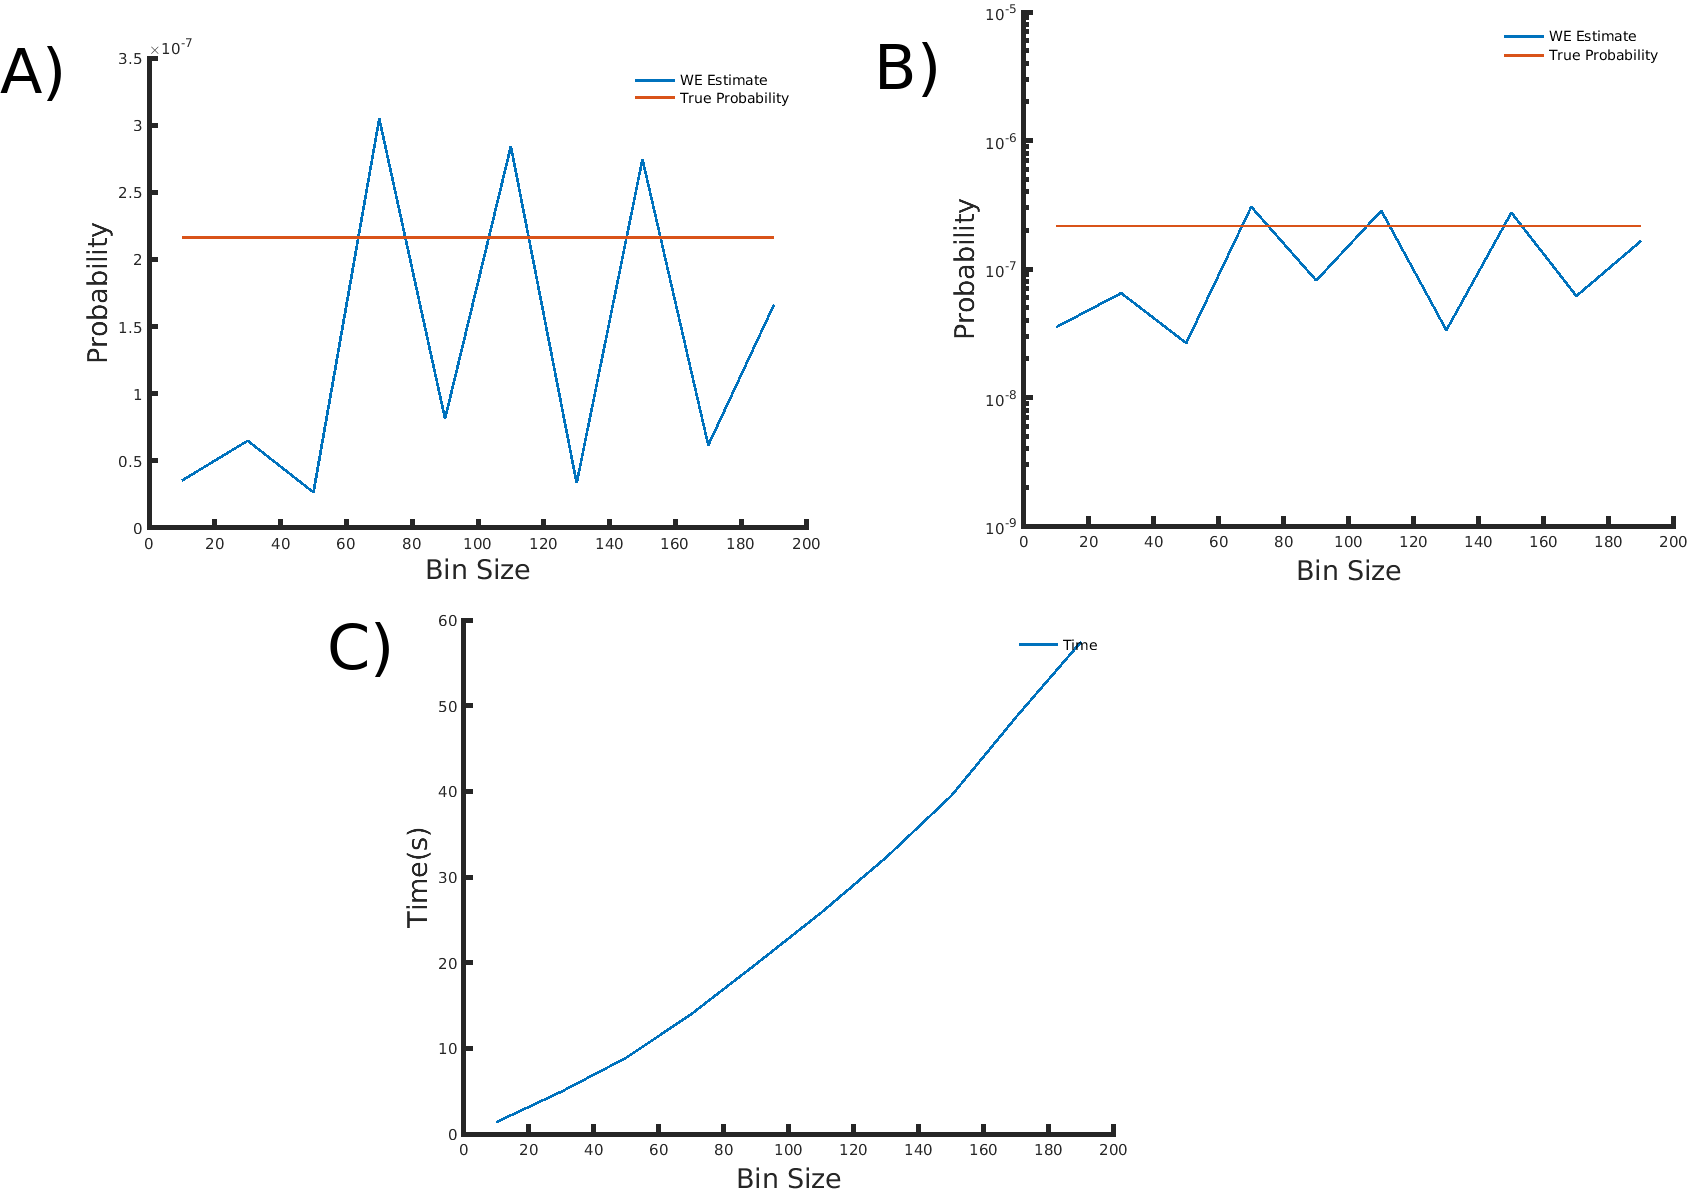 A)
×10-7
3.5
3
2.5
2
1.5
1
0.5
0
Probability
WE Estimate
True Probability
0 20 40 60 80 100 120 140 160 180 200
Bin Size
B)
10-5
10-6
10-7
10-8
10-9
Probability
WE Estimate
True Probability
0 20 40 60 80 100 120 140 160 180 200
Bin Size
C)
60
50
40
30
20
10
0
Time(s)
Time
0 20 40 60 80 100 120 140 160 180 200
Bin Size